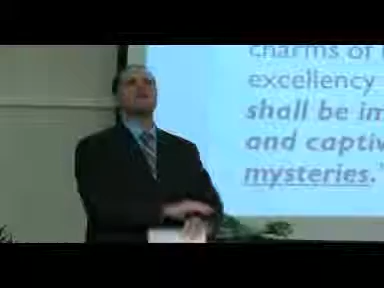 charms of
excellency
shall be im
and captiv
mysteries."